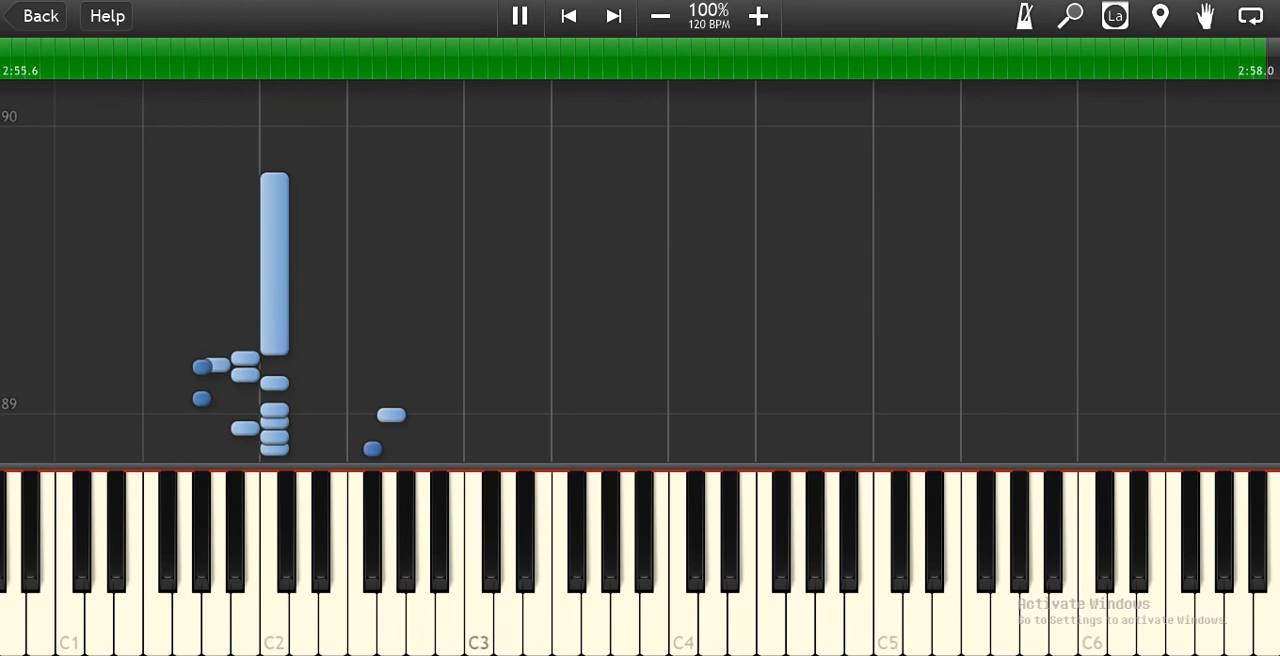 Back
Help
100%
120 BPM
La
2:55.6
2:58.0
90
89
Activate Windows
Go to Settings to activate Windows.
C1
C2
C3
C4
C5
C6